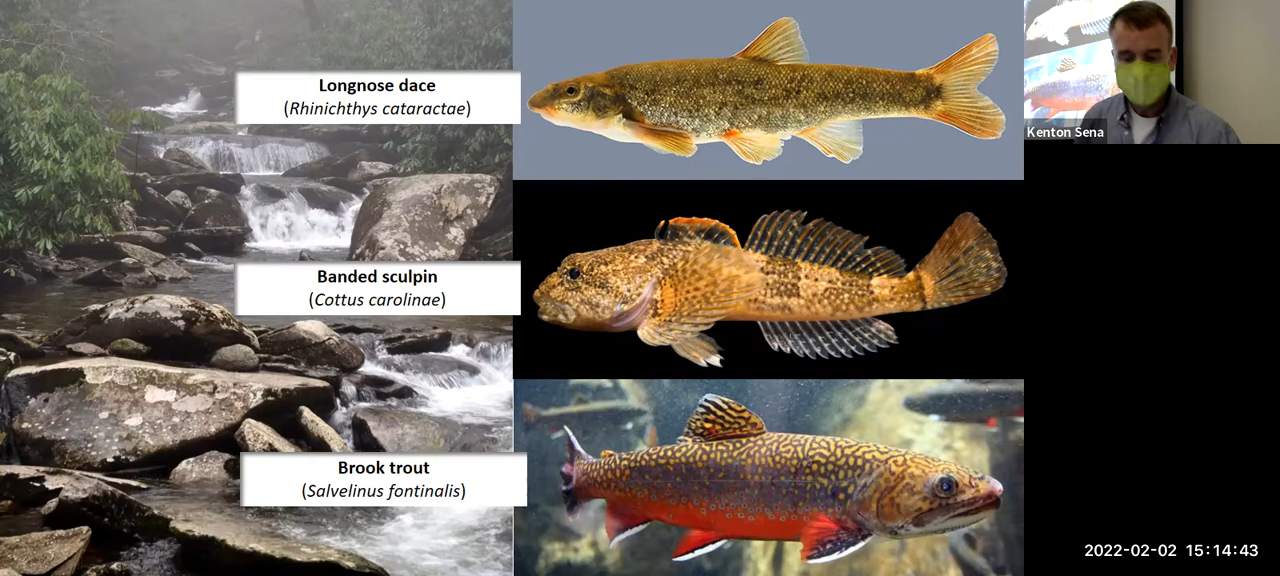 Longnose dace
(Rhinichthys cataractae)
Banded sculpin
(Cottus carolinae)
Brook trout
(Salvelinus fontinalis)
Kenton Sena
2022-02-02 15:14:43